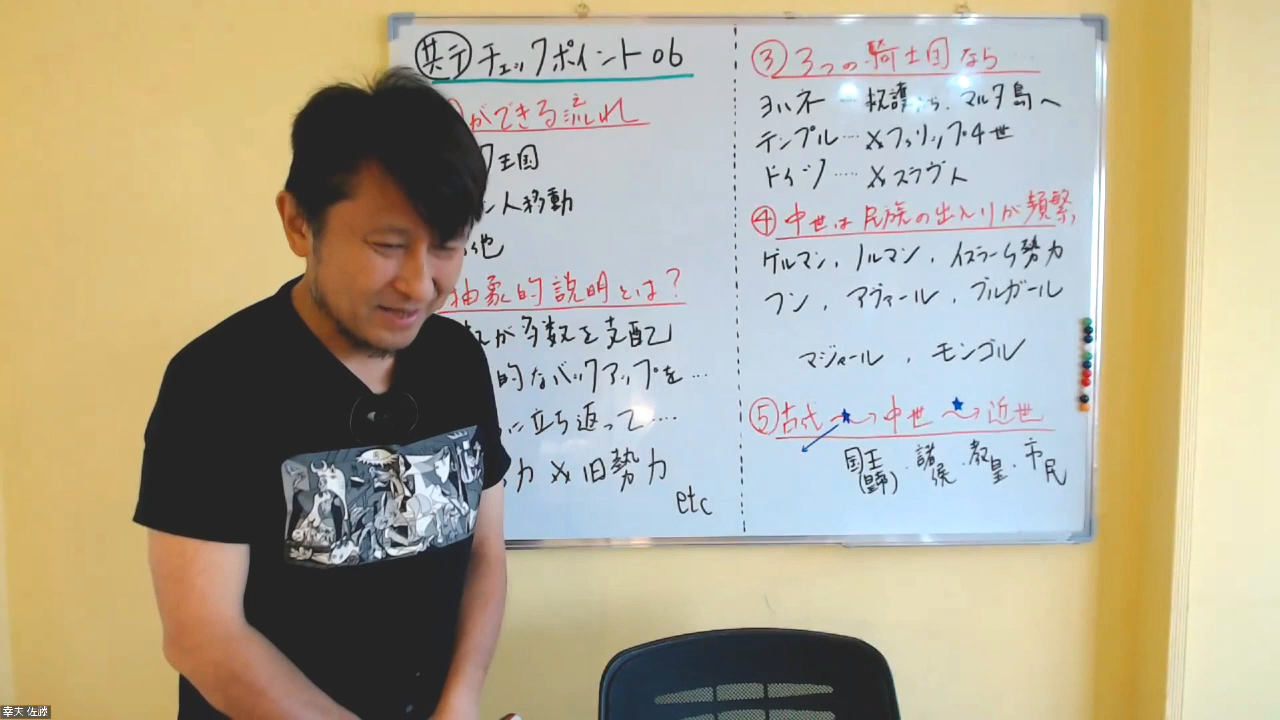 共テ チェックポイント06
ができる流れ
王国
人移動
他
抽象的説明とは?
が多数を支配
的なバックアップを…
に立ち返って….
力 × 旧勢力
etc
③ 3つの騎士団なら…
ヨハネ … 救護から、マルタ島へ
テンプル… ×フィリップ4世
ドイツ ….. ×スラヴ人
④ 中世は民族の出入りが頻繁、
ゲルマン、ノルマン、イスラーム勢力
フン、アヴァール、ブルガール
マジャール、モンゴル
⑤ 古代 〜→ 中世 〜→ 近世
国王(皇帝)・諸侯・教皇・市民
幸夫 佐藤